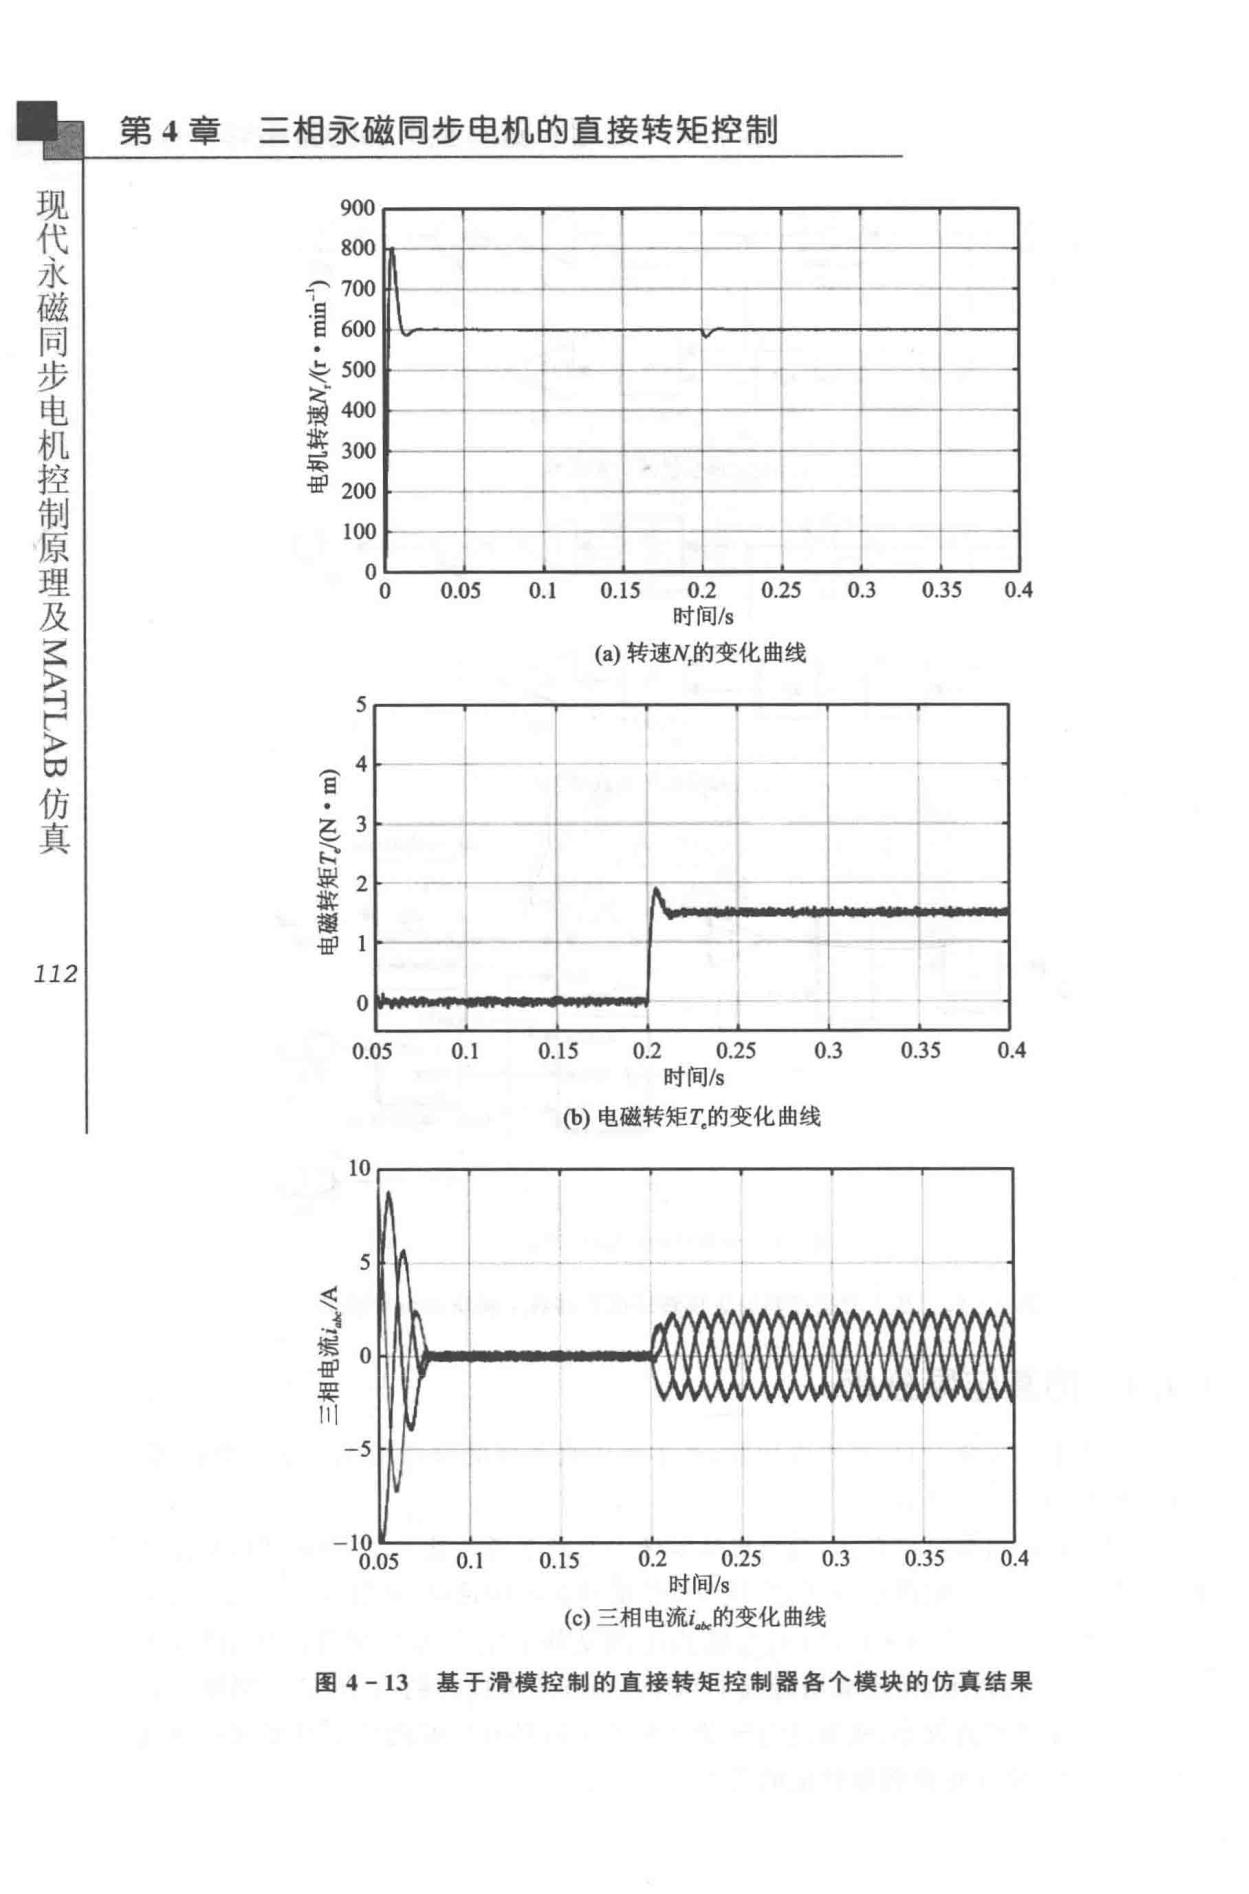 第 4 章 三相永磁同步电机的直接转矩控制
现代永磁同步电机控制原理及MATLAB仿真
112
900
800
700
600
500
400
300
200
100
0
电机转速Nr/(r·min⁻¹)
0 0.05 0.1 0.15 0.2 0.25 0.3 0.35 0.4
时间/s
(a) 转速Nr的变化曲线
5
4
3
2
1
0
电磁转矩Te/(N·m)
0.05 0.1 0.15 0.2 0.25 0.3 0.35 0.4
时间/s
(b) 电磁转矩Te的变化曲线
10
5
0
−5
−10
三相电流iabc/A
0.05 0.1 0.15 0.2 0.25 0.3 0.35 0.4
时间/s
(c) 三相电流iabc的变化曲线
图 4-13 基于滑模控制的直接转矩控制器各个模块的仿真结果